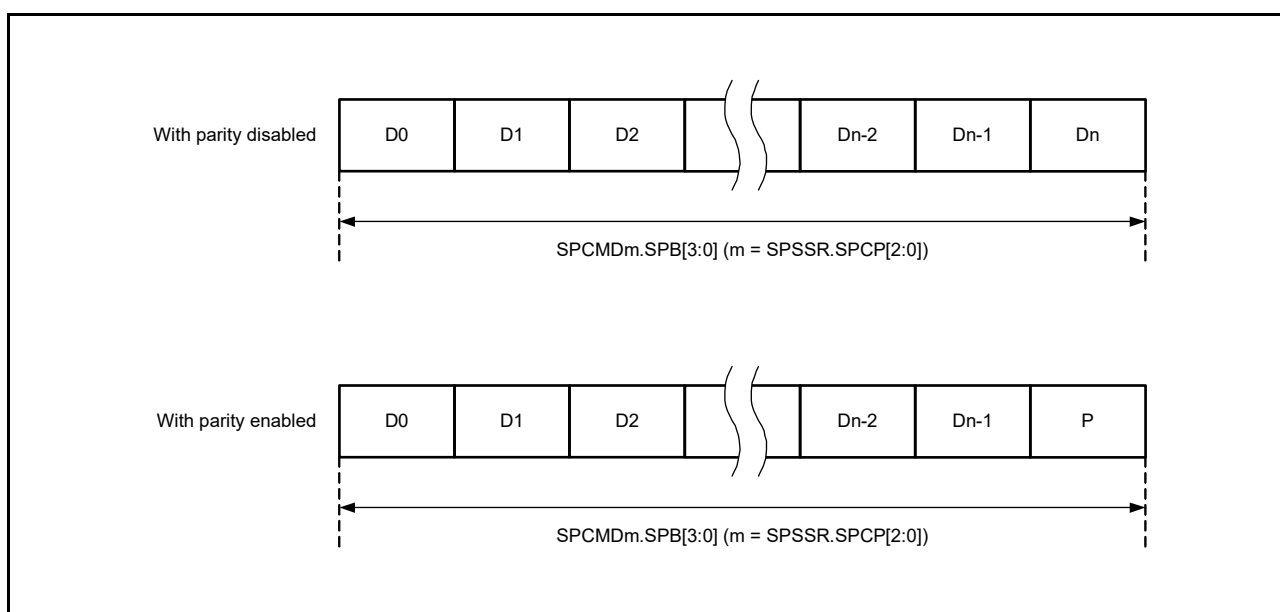 With parity disabled D0 D1 D2 Dn-2 Dn-1 Dn
SPCMDm.SPB[3:0] (m = SPSSR.SPCP[2:0])
With parity enabled D0 D1 D2 Dn-2 Dn-1 P
SPCMDm.SPB[3:0] (m = SPSSR.SPCP[2:0])